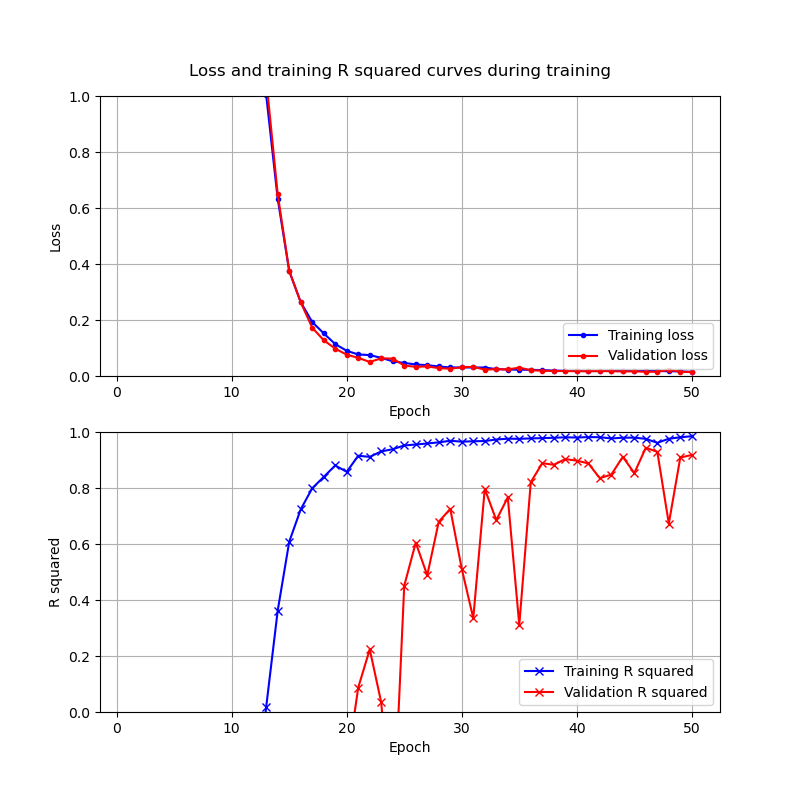 Loss and training R squared curves during training
1.0
0.8
0.6
0.4
0.2
0.0
Loss
Training loss
Validation loss
0 10 20 30 40 50
Epoch
1.0
0.8
0.6
0.4
0.2
0.0
R squared
Training R squared
Validation R squared
0 10 20 30 40 50
Epoch